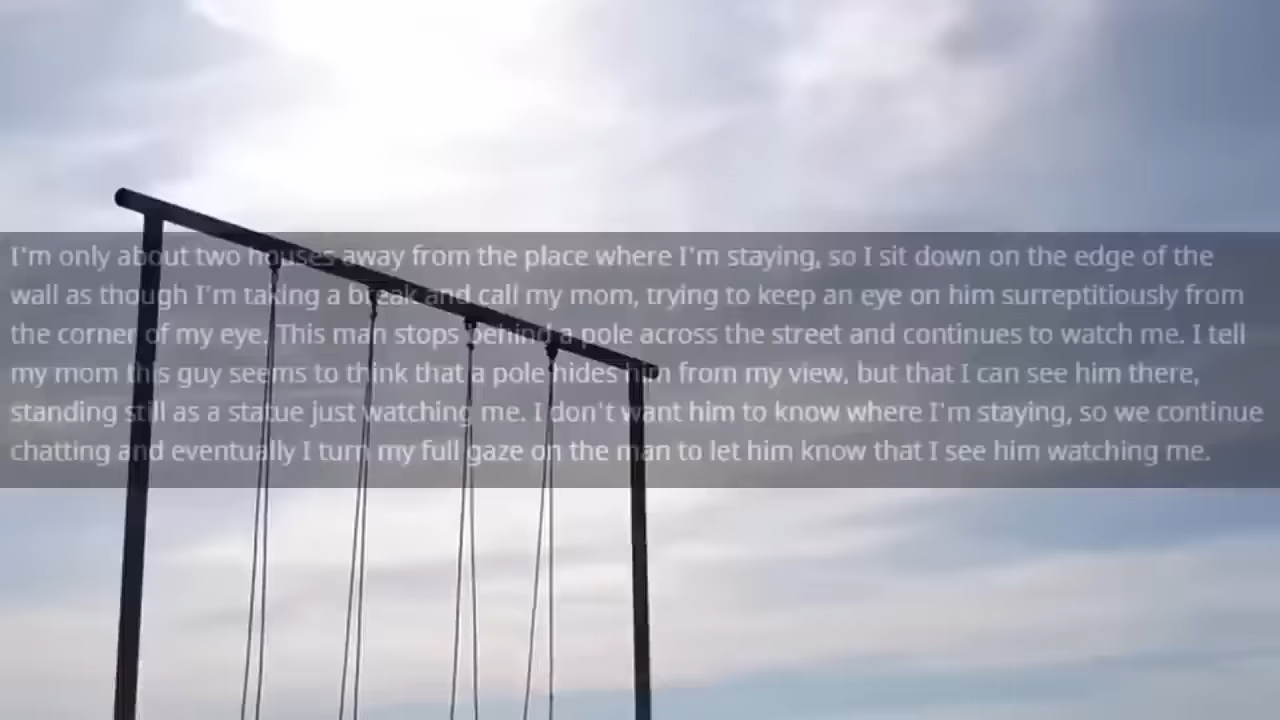 I'm only about two houses away from the place where I'm staying, so I sit down on the edge of the
wall as though I'm taking a break and call my mom, trying to keep an eye on him surreptitiously from
the corner of my eye. This man stops behind a pole across the street and continues to watch me. I tell
my mom this guy seems to think that a pole hides him from my view, but that I can see him there,
standing still as a statue just watching me. I don't want him to know where I'm staying, so we continue
chatting and eventually I turn my full gaze on the man to let him know that I see him watching me.